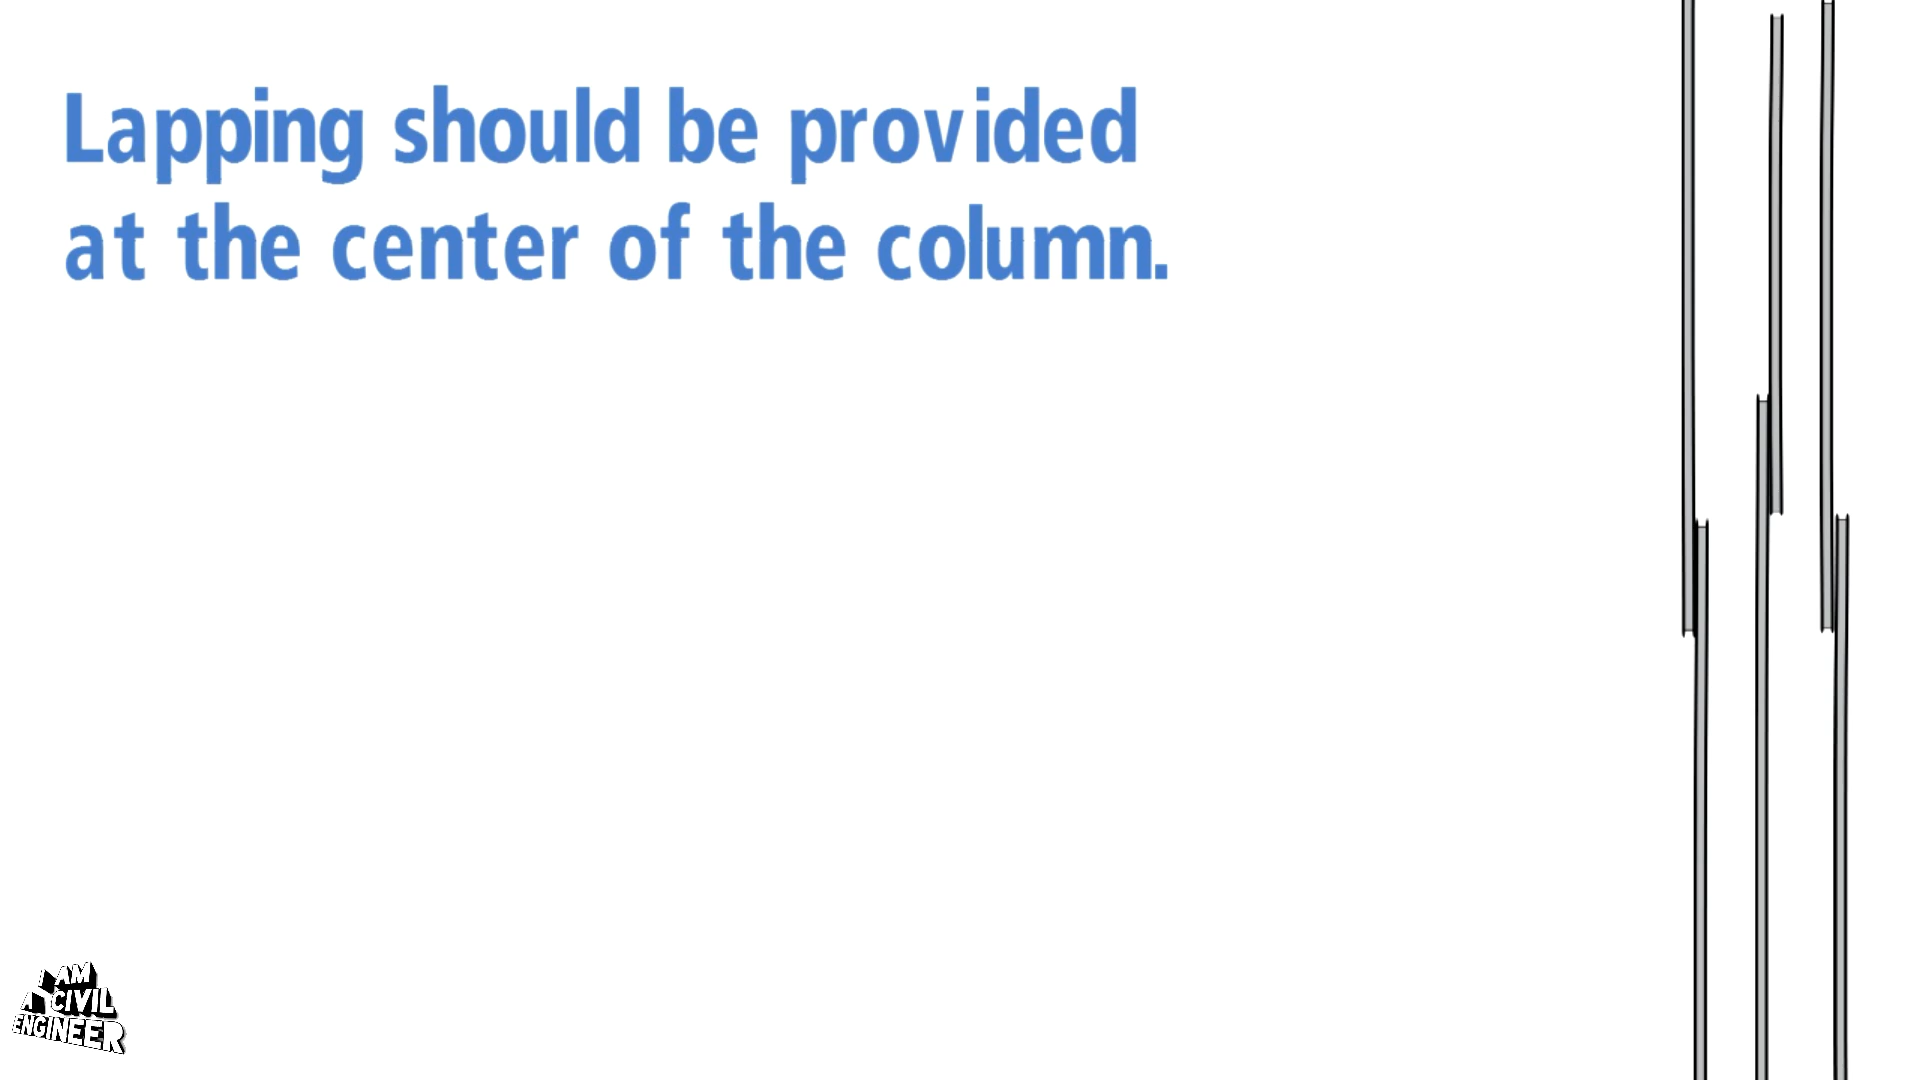 Lapping should be provided
at the center of the column.
I AM
A CIVIL
ENGINEER